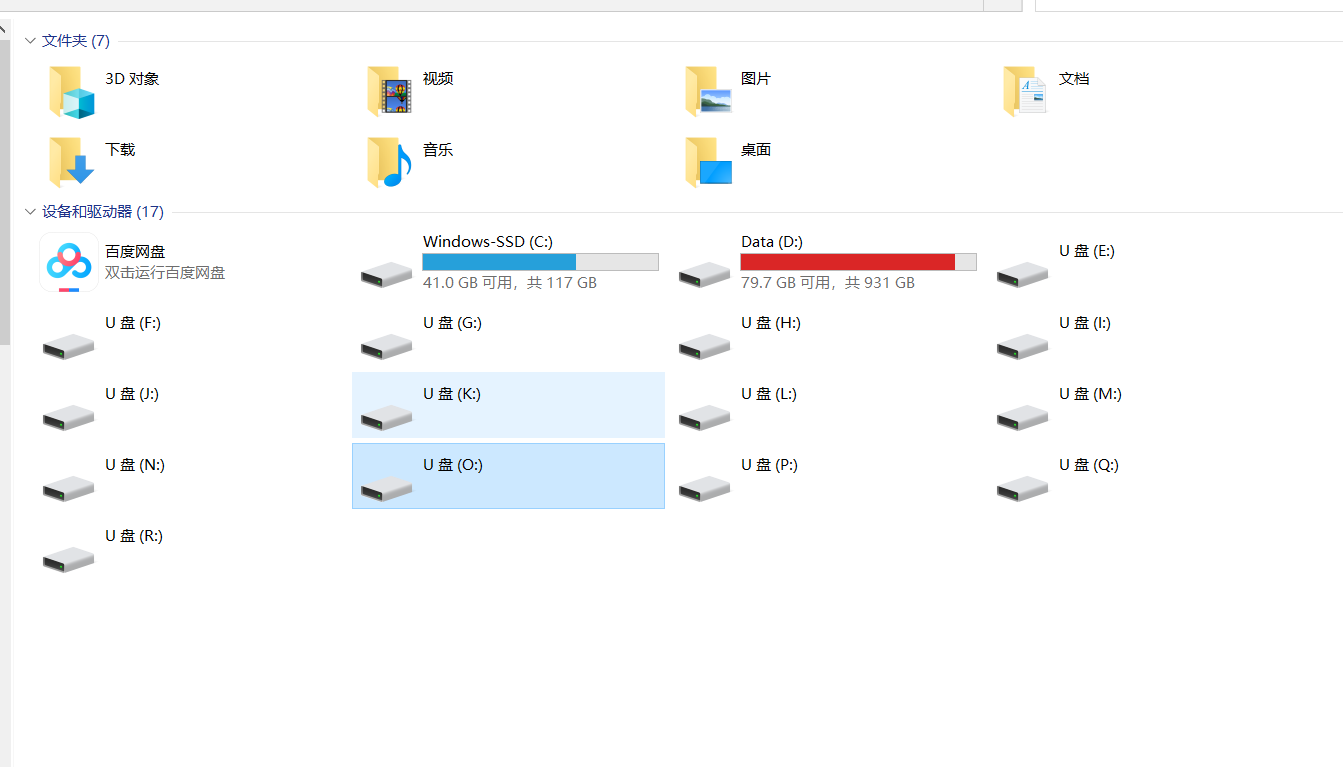 文件夹 (7)
3D 对象
视频
图片
文档
下载
音乐
桌面
设备和驱动器 (17)
百度网盘
双击运行百度网盘
Windows-SSD (C:)
41.0 GB 可用，共 117 GB
Data (D:)
79.7 GB 可用，共 931 GB
U 盘 (E:)
U 盘 (F:)
U 盘 (G:)
U 盘 (H:)
U 盘 (I:)
U 盘 (J:)
U 盘 (K:)
U 盘 (L:)
U 盘 (M:)
U 盘 (N:)
U 盘 (O:)
U 盘 (P:)
U 盘 (Q:)
U 盘 (R:)